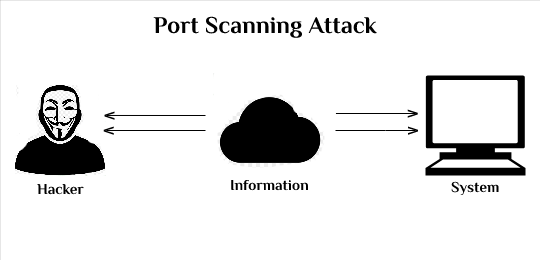 Port Scanning Attack
Hacker
Information
System